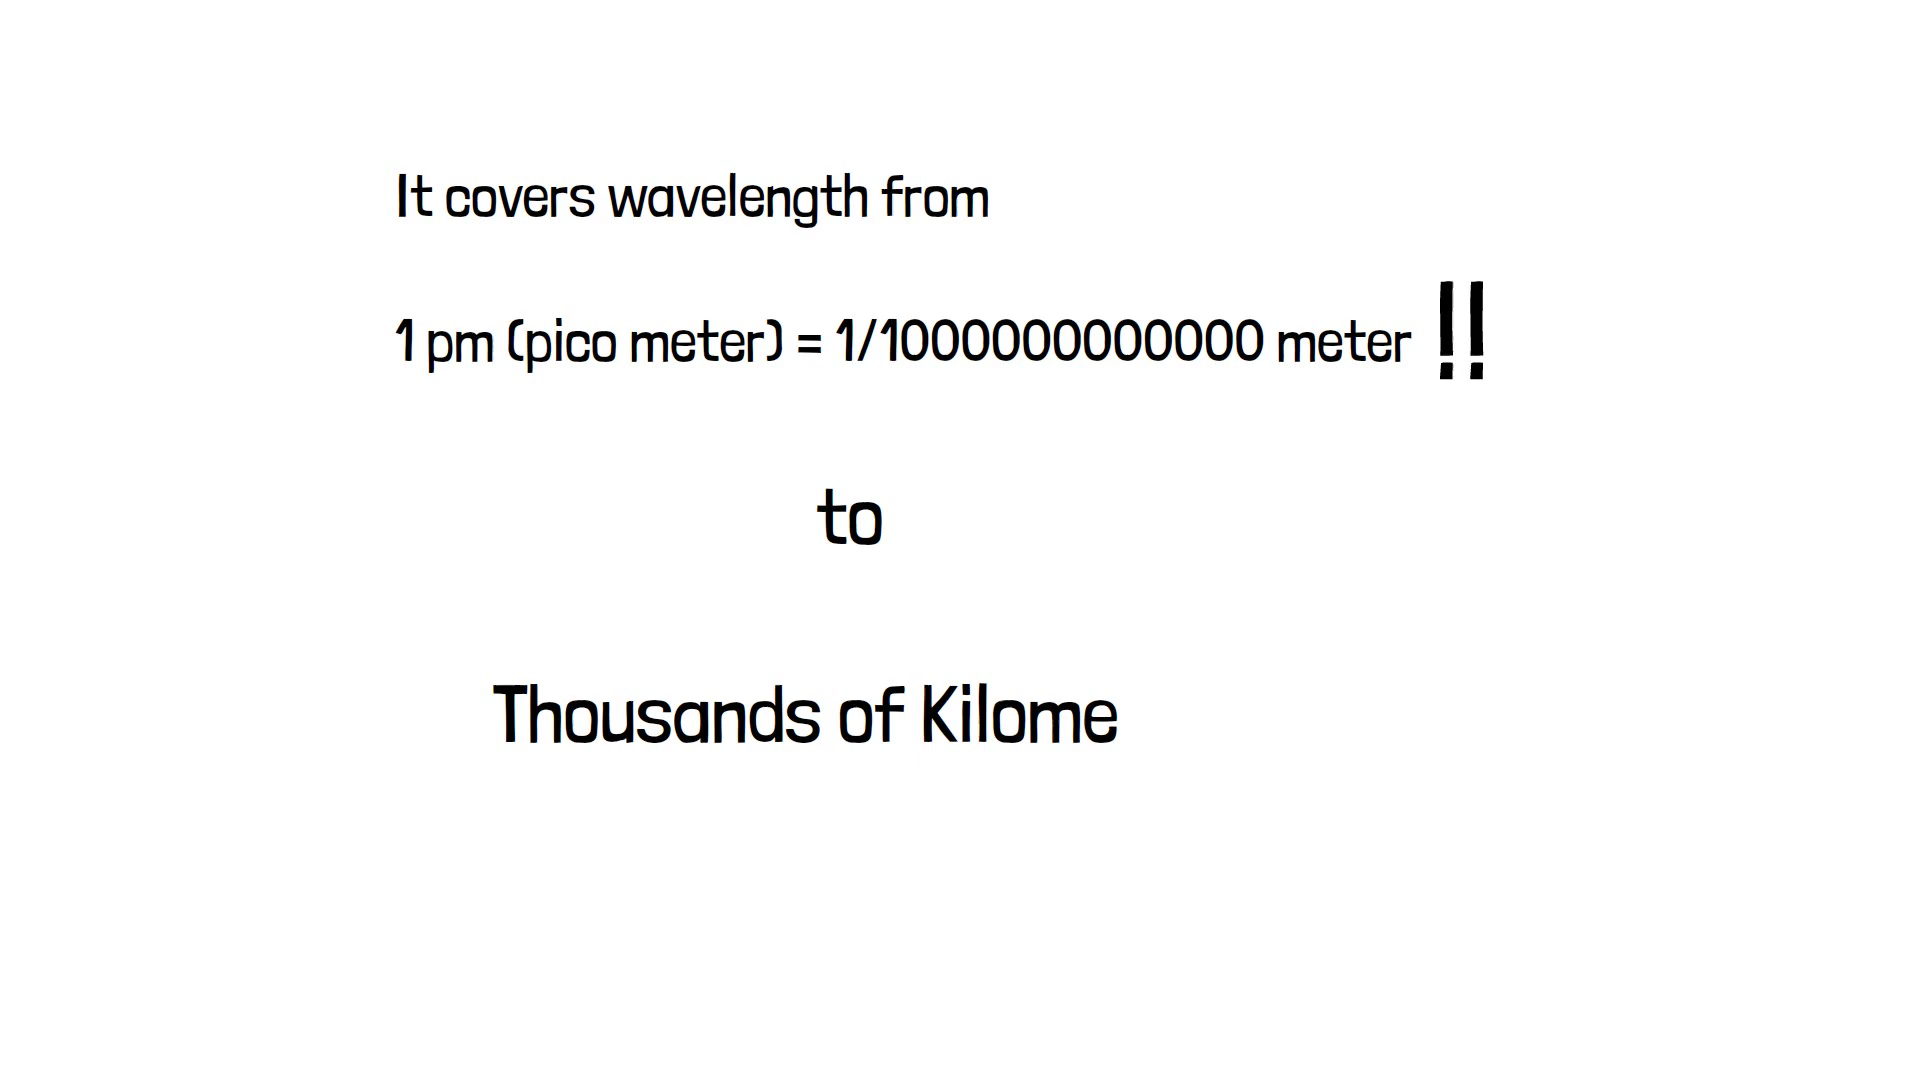 It covers wavelength from
1 pm (pico meter) = 1/1000000000000 meter !!
to
Thousands of Kilome